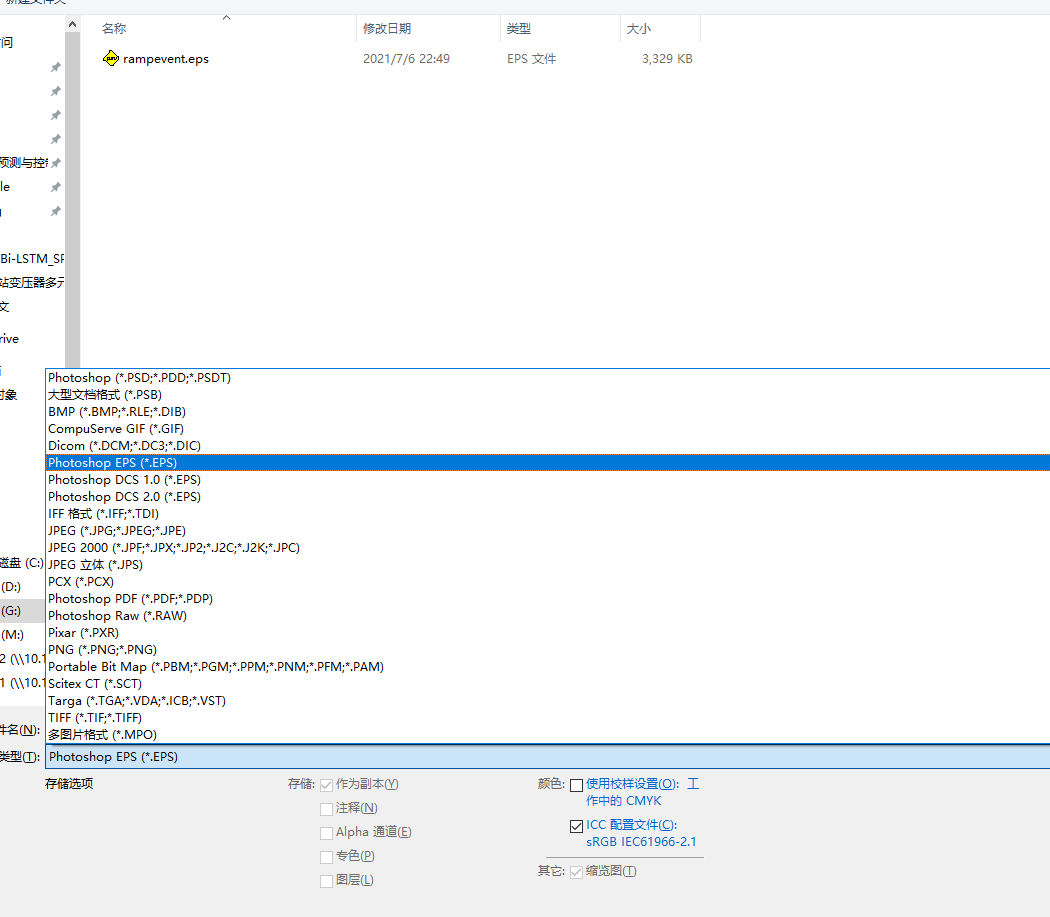 名称 修改日期 类型 大小
问
rampevent.eps 2021/7/6 22:49 EPS 文件 3,329 KB
预测与控制
le
Bi-LSTM_SP
站变压器多元
文
rive
对象
Photoshop (*.PSD;*.PDD;*.PSDT)
大型文档格式 (*.PSB)
BMP (*.BMP;*.RLE;*.DIB)
CompuServe GIF (*.GIF)
Dicom (*.DCM;*.DC3;*.DIC)
Photoshop EPS (*.EPS)
Photoshop DCS 1.0 (*.EPS)
Photoshop DCS 2.0 (*.EPS)
IFF 格式 (*.IFF;*.TDI)
JPEG (*.JPG;*.JPEG;*.JPE)
JPEG 2000 (*.JPF;*.JPX;*.JP2;*.J2C;*.J2K;*.JPC)
JPEG 立体 (*.JPS)
PCX (*.PCX)
Photoshop PDF (*.PDF;*.PDP)
Photoshop Raw (*.RAW)
Pixar (*.PXR)
PNG (*.PNG;*.PNG)
Portable Bit Map (*.PBM;*.PGM;*.PPM;*.PNM;*.PFM;*.PAM)
Scitex CT (*.SCT)
Targa (*.TGA;*.VDA;*.ICB;*.VST)
TIFF (*.TIF;*.TIFF)
多图片格式 (*.MPO)
磁盘 (C:)
(D:)
(G:)
(M:)
2 (\\10.1
1 (\\10.1
件名(N):
类型(T): Photoshop EPS (*.EPS)
存储选项
存储: 作为副本(Y)
注释(N)
Alpha 通道(E)
专色(P)
图层(L)
颜色: 使用校样设置(O): 工
作中的 CMYK
ICC 配置文件(C):
sRGB IEC61966-2.1
其它: 缩览图(T)